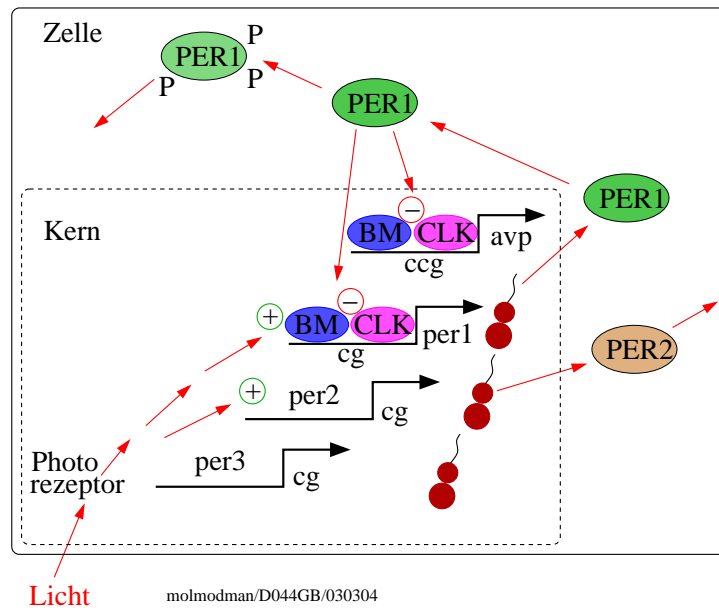 Zelle
P
PER1
P
P
PER1
PER1
Kern
−
BM CLK avp
ccg
+
−
BM CLK per1
cg
PER2
+
per2
cg
Photo
rezeptor
per3
cg
Licht
molmodman/D044GB/030304